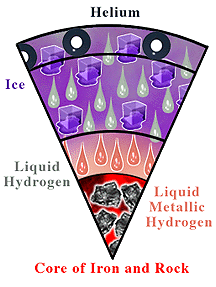 Helium
Ice
Liquid
Hydrogen
Liquid
Metallic
Hydrogen
Core of Iron and Rock